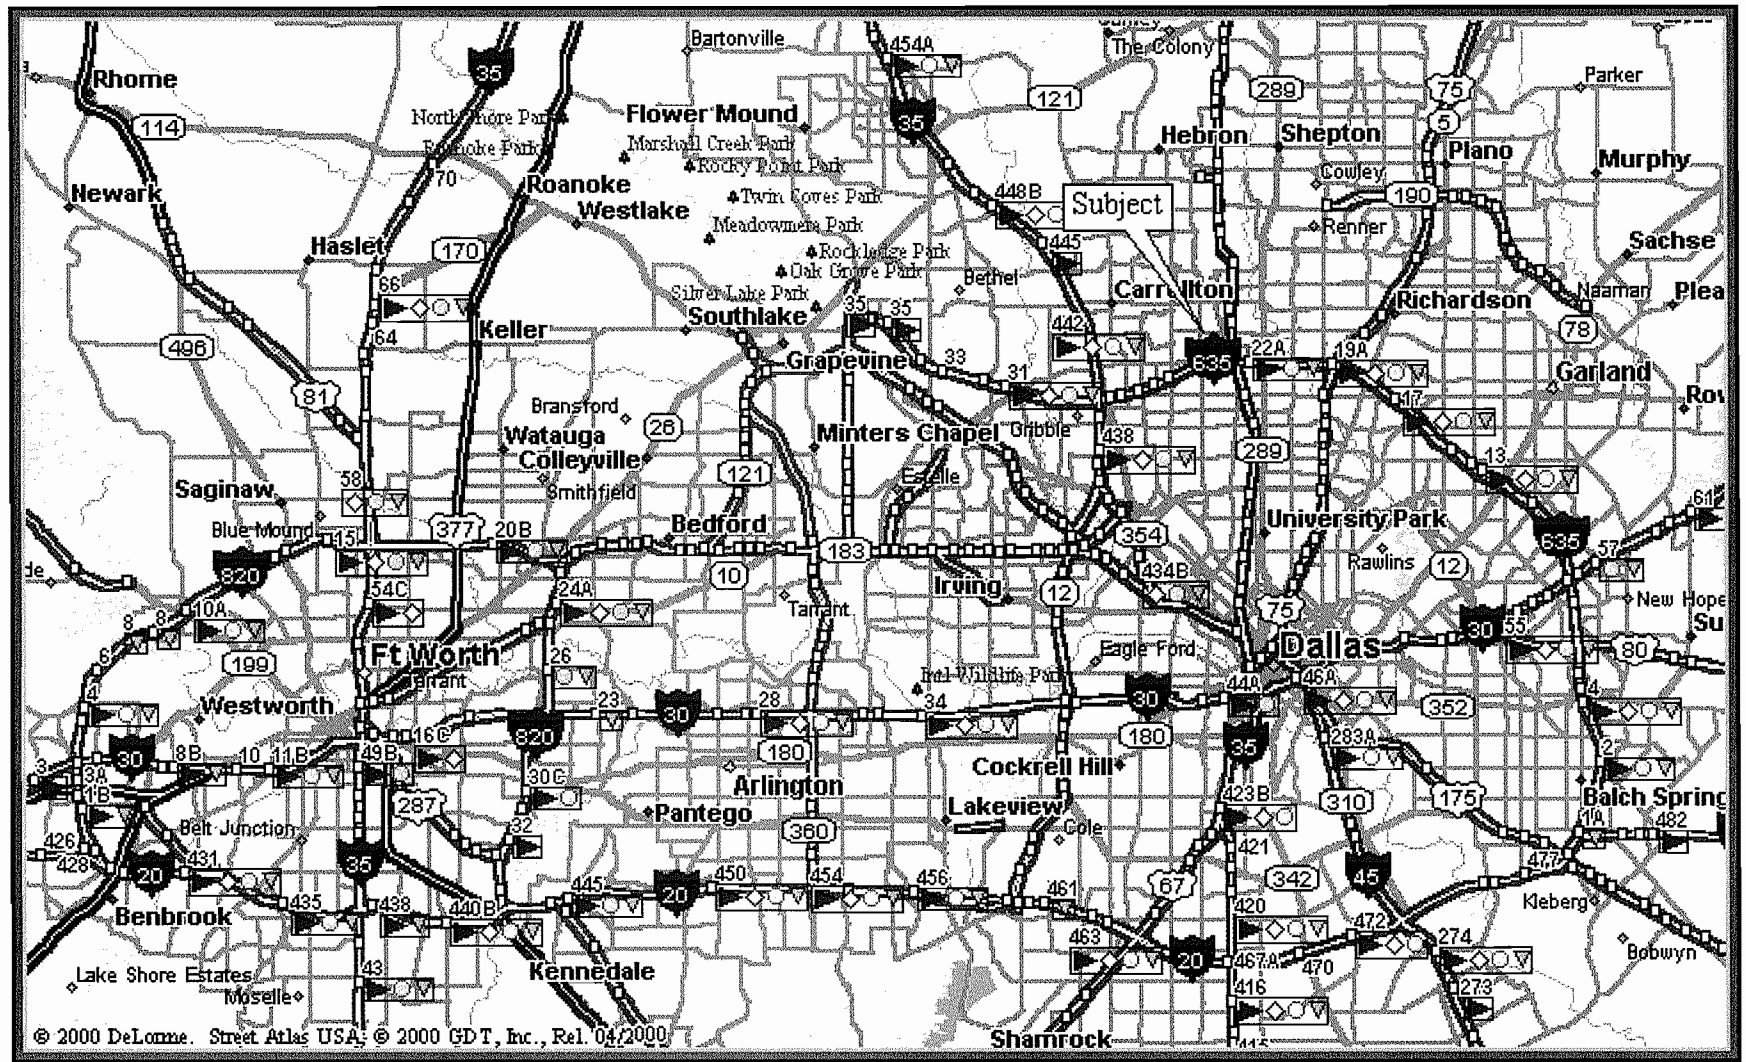 Bartonville
454A
The Colony
Rhome
35
289
75
Parker
121
114
North Shore Park
Flower Mound
35
5
Roanoke Park
Marshall Creek Park
Hebron
Shepton
Plano
Murphy
Rocky Point Park
70
Roanoke
Cowley
Newark
Twin Coves Park
448B
Subject
190
Westlake
Meadowmere Park
Renner
Haslet
170
Rockledge Park
445
Sachse
Oak Grove Park
Bethel
66
Silver Lake Park
Carrollton
Naaman
Plea
Southlake
35
35
Richardson
64
Keller
442
78
496
Grapevine
33
635
22A
19A
31
Garland
81
17
Bransford
26
Gribble
Watauga
Minters Chapel
438
289
Colleyville
13
58
121
Estelle
Saginaw
Smithfield
61
Blue Mound
377
20B
Bedford
University Park
15
183
354
635
57
820
10
Rawlins
12
54C
24A
Irving
12
434B
New Hope
8
8
10A
Tarrant
75
30
55
Su
Ft Worth
Dallas
80
6
199
Tarrant
26
Eagle Ford
Intl Wildlife Park
4
Westworth
23
30
28
34
30
44A
46A
352
4
16C
820
180
180
35
283A
30
8B
10
11B
49B
2
3
3A
30C
Arlington
Cockrell Hill
1B
287
Pantego
Lakeview
423B
310
175
Balch Spring
Belt Junction
32
360
Cole
1A
482
426
421
428
20
431
35
445
20
450
454
456
461
67
342
45
477
435
438
440B
420
Kleberg
Benbrook
463
472
274
20
467A
470
Bobwyn
Lake Shore Estates
Kennedale
43
Moselle
416
273
© 2000 DeLorme. Street Atlas USA; © 2000 GDT, Inc., Rel. 04/2000
Shamrock